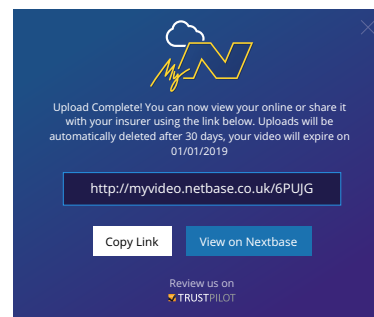 MyN
Upload Complete! You can now view your online or share it
with your insurer using the link below. Uploads will be
automatically deleted after 30 days, your video will expire on
01/01/2019
http://myvideo.netbase.co.uk/6PUJG
Copy Link
View on Nextbase
Review us on
TRUSTPILOT